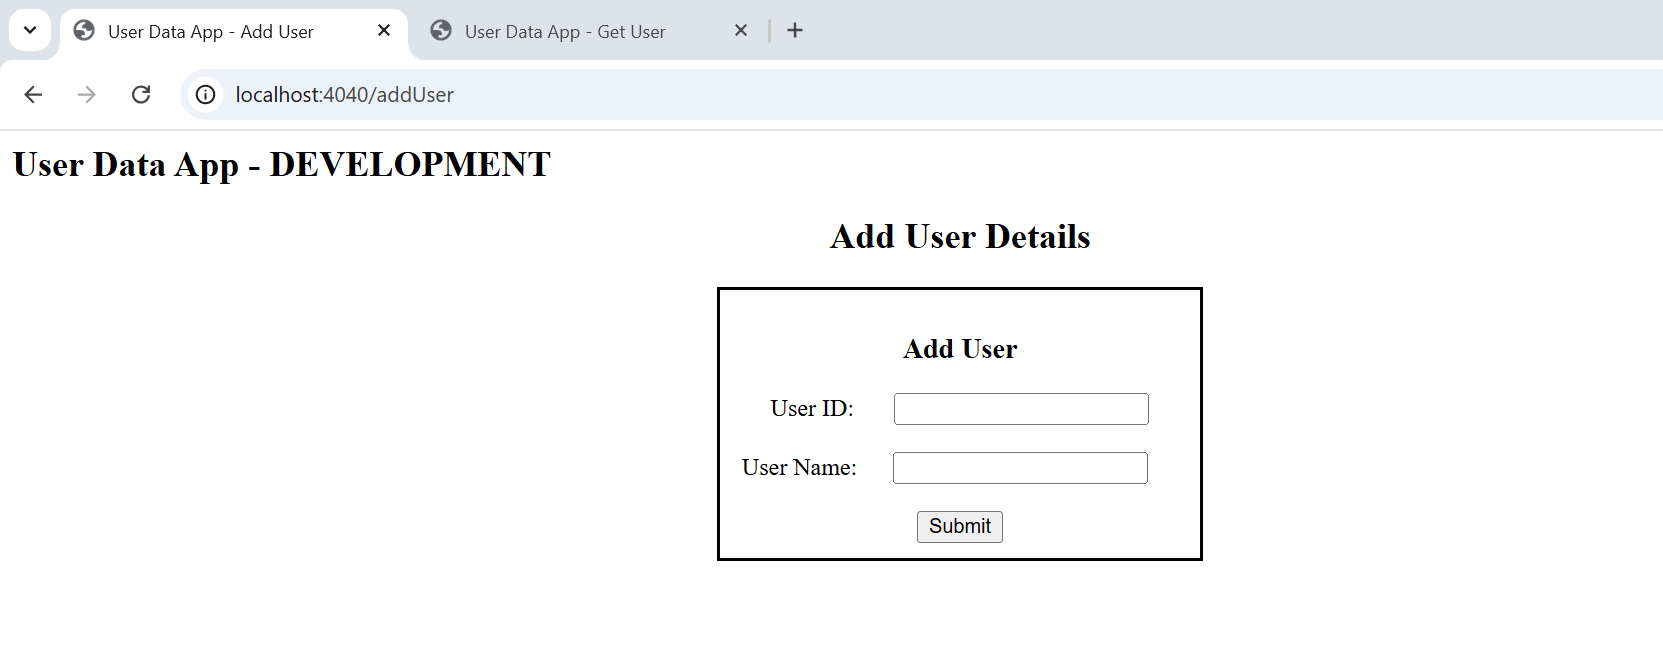 User Data App - Add User
User Data App - Get User
localhost:4040/addUser
User Data App - DEVELOPMENT
Add User Details
Add User
User ID:
User Name:
Submit